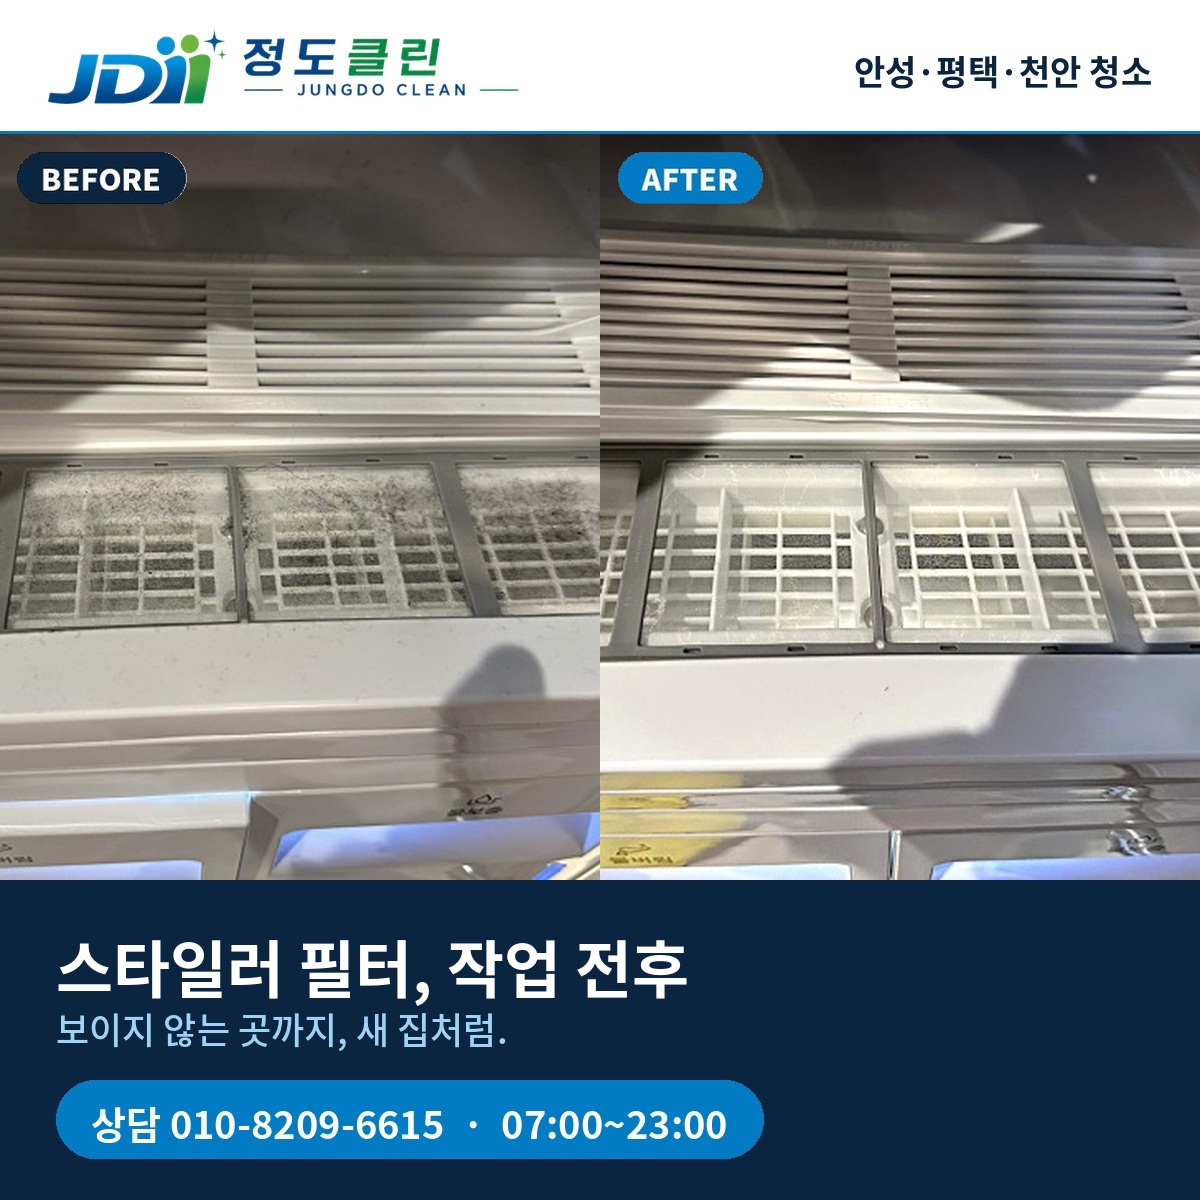 JDii 정도클린
JUNGDO CLEAN
안성·평택·천안 청소
BEFORE
AFTER
스타일러 필터, 작업 전후
보이지 않는 곳까지, 새 집처럼.
상담 010-8209-6615 · 07:00~23:00